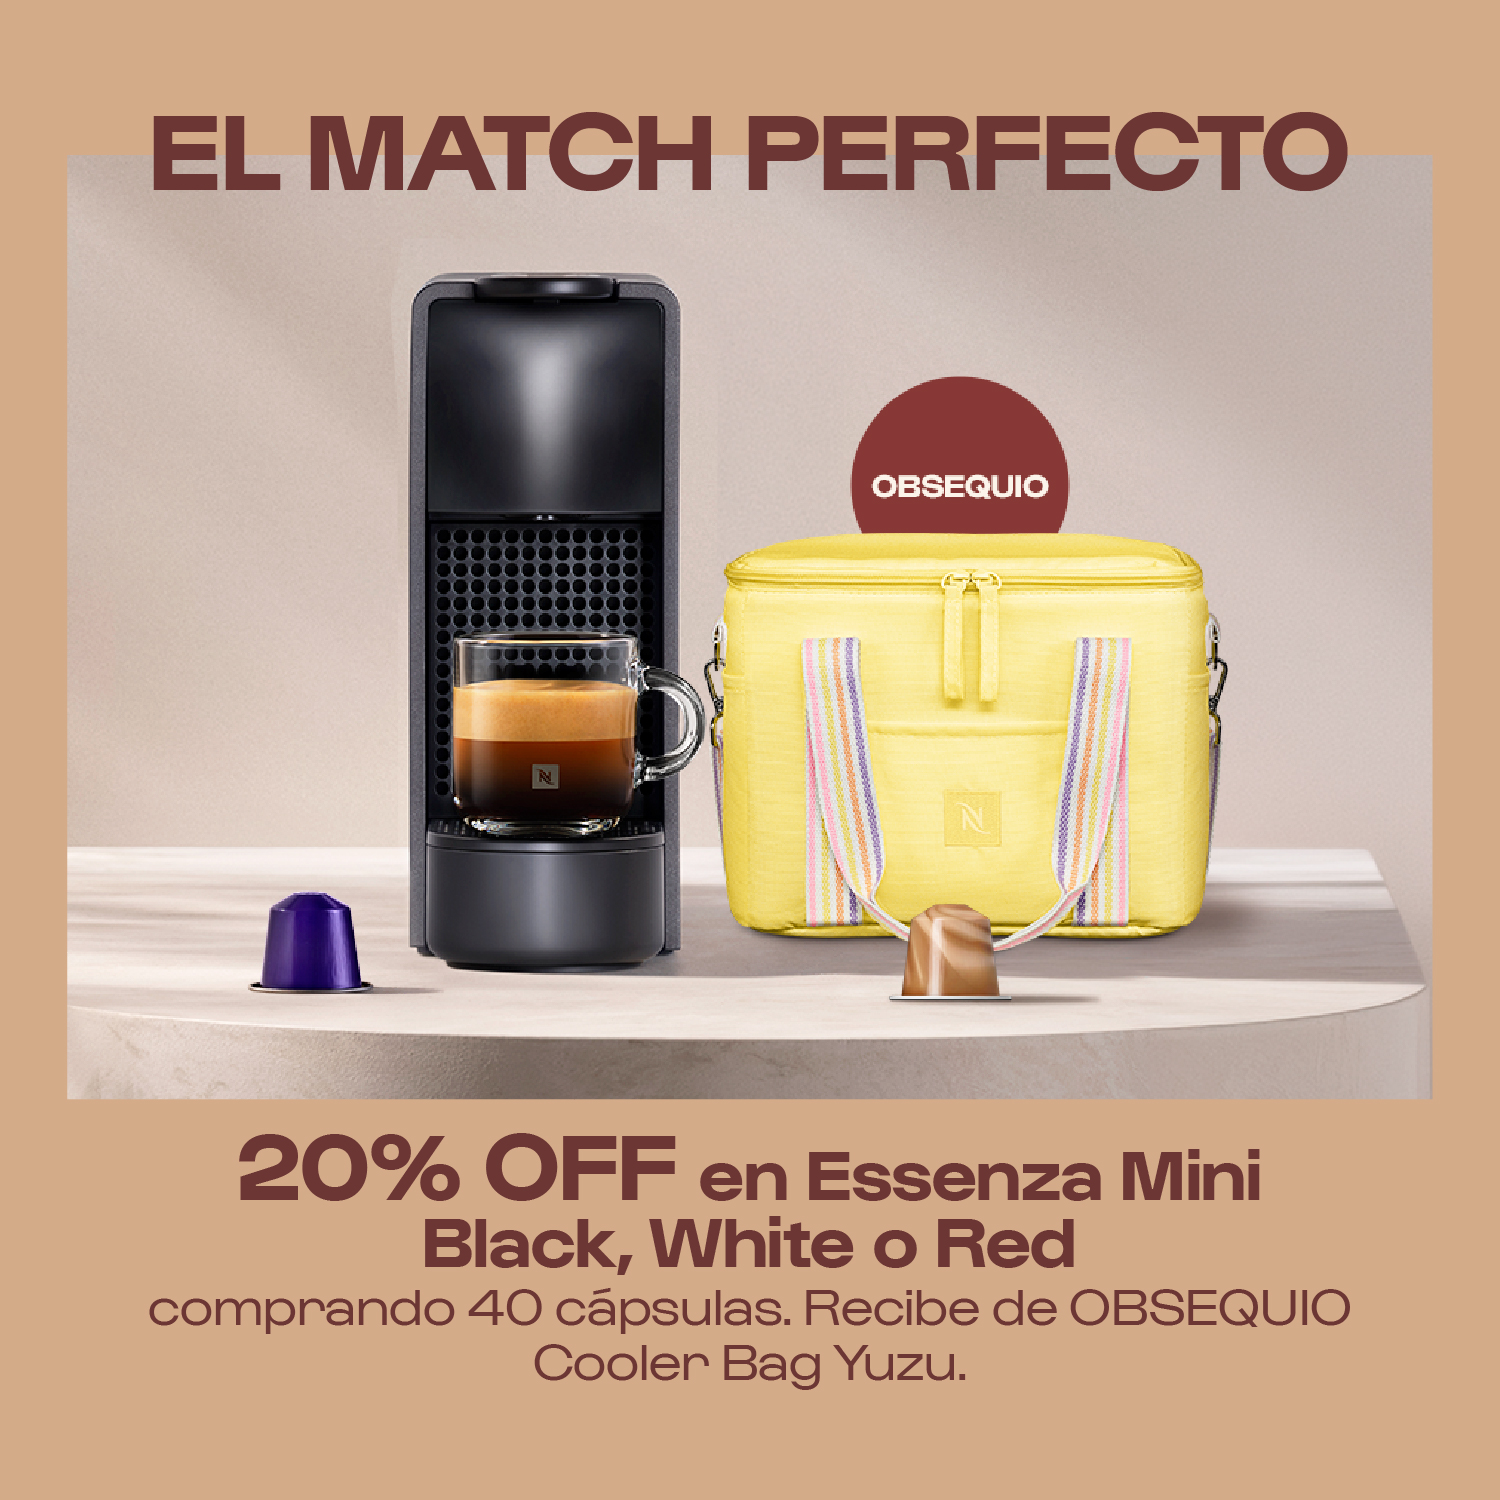 EL MATCH PERFECTO
OBSEQUIO
20% OFF en Essenza Mini
Black, White o Red
comprando 40 cápsulas. Recibe de OBSEQUIO
Cooler Bag Yuzu.